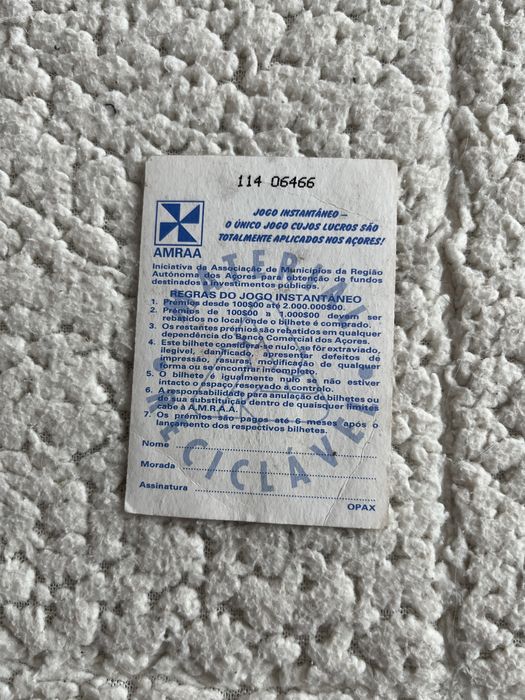 114 06466
JOGO INSTANTÂNEO —
O ÚNICO JOGO CUJOS LUCROS SÃO
TOTALMENTE APLICADOS NOS AÇORES!
AMRAA
Iniciativa da Associação de Municípios da Região
Autónoma dos Açores para obtenção de fundos
destinados a investimentos públicos.
REGRAS DO JOGO INSTANTÂNEO
1. Prémios desde 100$00 até 2.000.000$00.
2. Prémios de 100$00 a 1.000$00 devem ser
rebatidos no local onde o bilhete é comprado.
3. Os restantes prémios são rebatidos em qualquer
dependência do Banco Comercial dos Açores.
4. Este bilhete considera-se nulo, se fôr extraviado,
ilegível, danificado, apresentar defeitos de
impressão, rasuras, modificação de qualquer
forma ou se encontrar incompleto.
5. O bilhete é igualmente nulo se não estiver
intacto o espaço reservado a controlo.
6. A responsabilidade para anulação de bilhetes ou
de sua substituição dentro de quaisquer limites
cabe à A.M.R.A.A.
7. Os prémios são pagos até 6 meses após o
lançamento dos respectivos bilhetes.
Nome
Morada
Assinatura
OPAX
MATERIAL
RECICLÁVEL